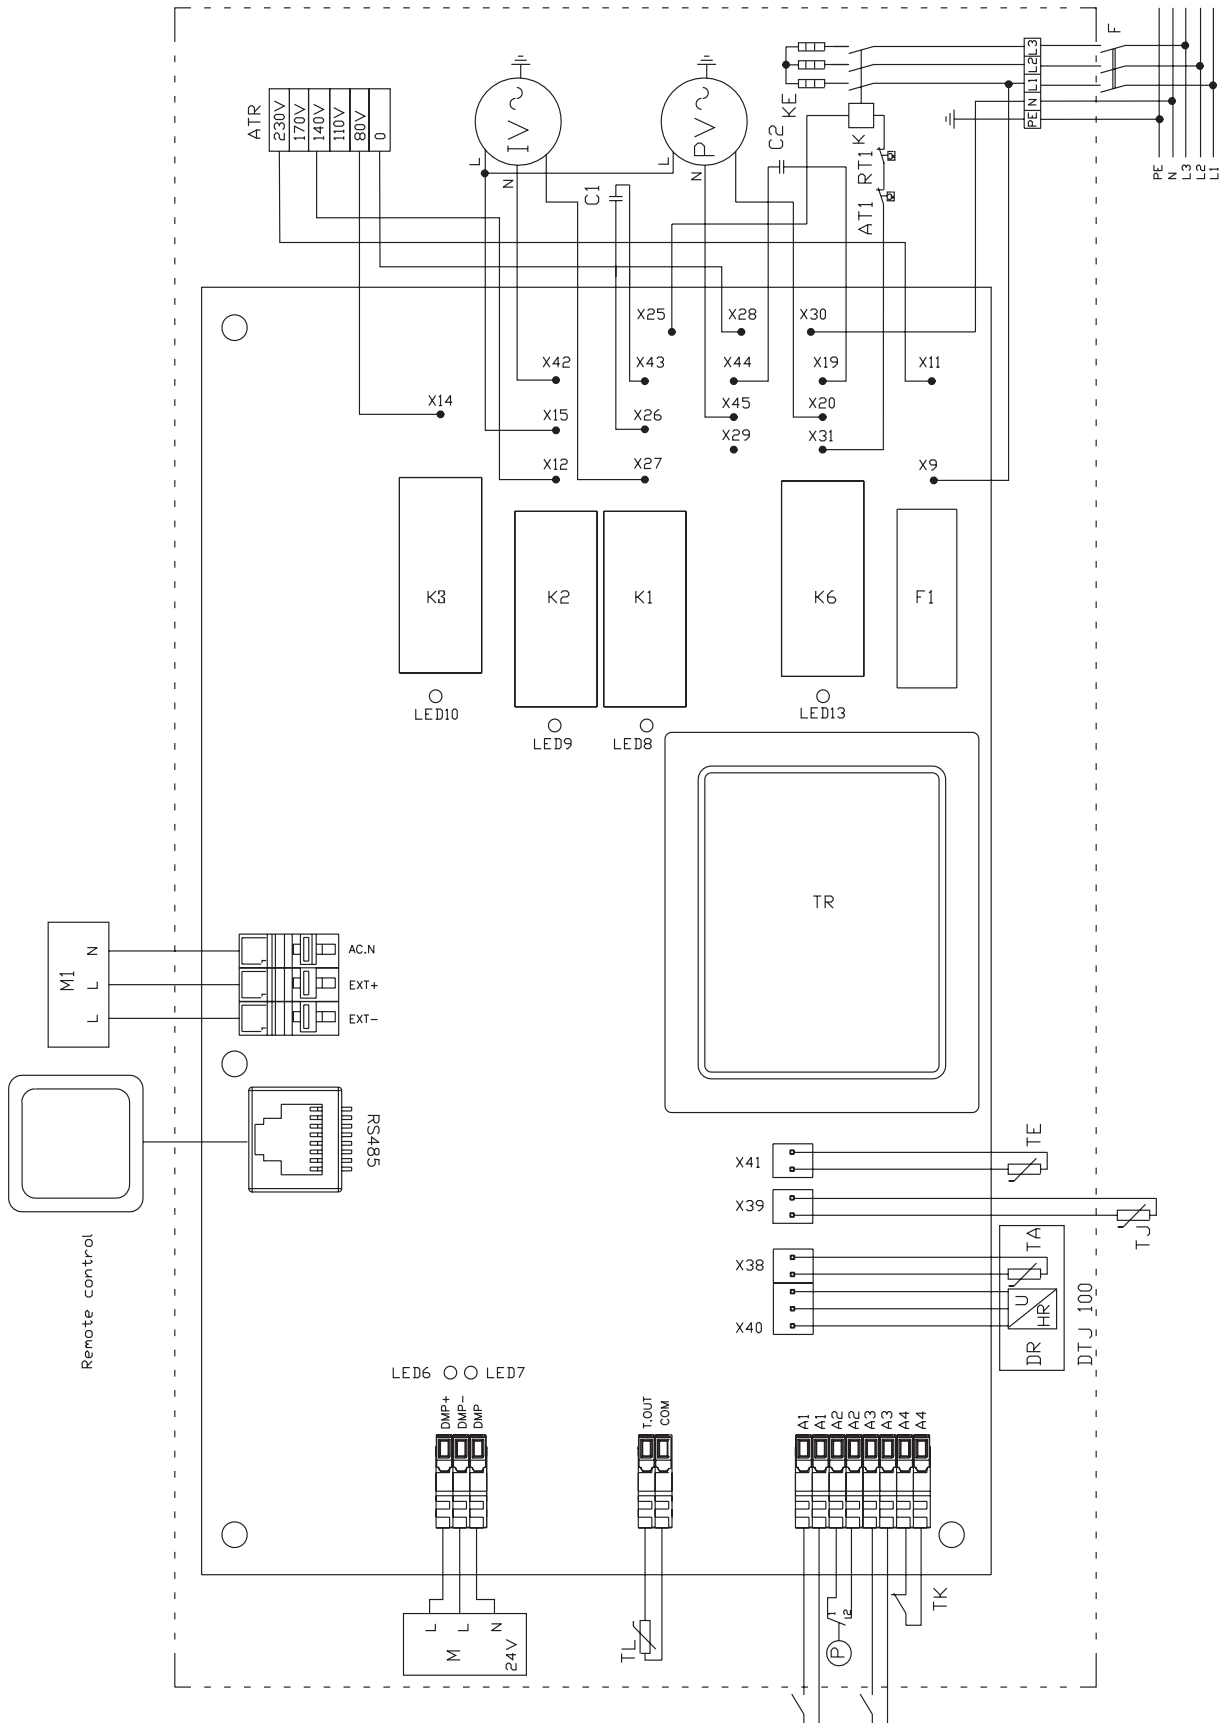 ATR
230V
170V
140V
110V
80V
0
IV
L
N
PV
L
N
C1
C2
KE
K
RT1
AT1
L3
L2
L1
N
PE
F
PE
N
L3
L2
L1
X25
X28
X30
X42
X43
X44
X19
X11
X14
X15
X26
X45
X20
X29
X31
X12
X27
X9
K3
K2
K1
K6
F1
LED10
LED9
LED8
LED13
TR
M1
N
L
L
AC.N
EXT+
EXT-
RS485
Remote control
X41
TE
X39
TJ
X38
TA
X40
U
HR
DR
DTJ 100
LED6
LED7
DMP+
DMP-
DMP
T.OUT
COM
A1
A1
A2
A2
A3
A3
A4
A4
L
L
N
M
24V
TL
P
1
2
TK